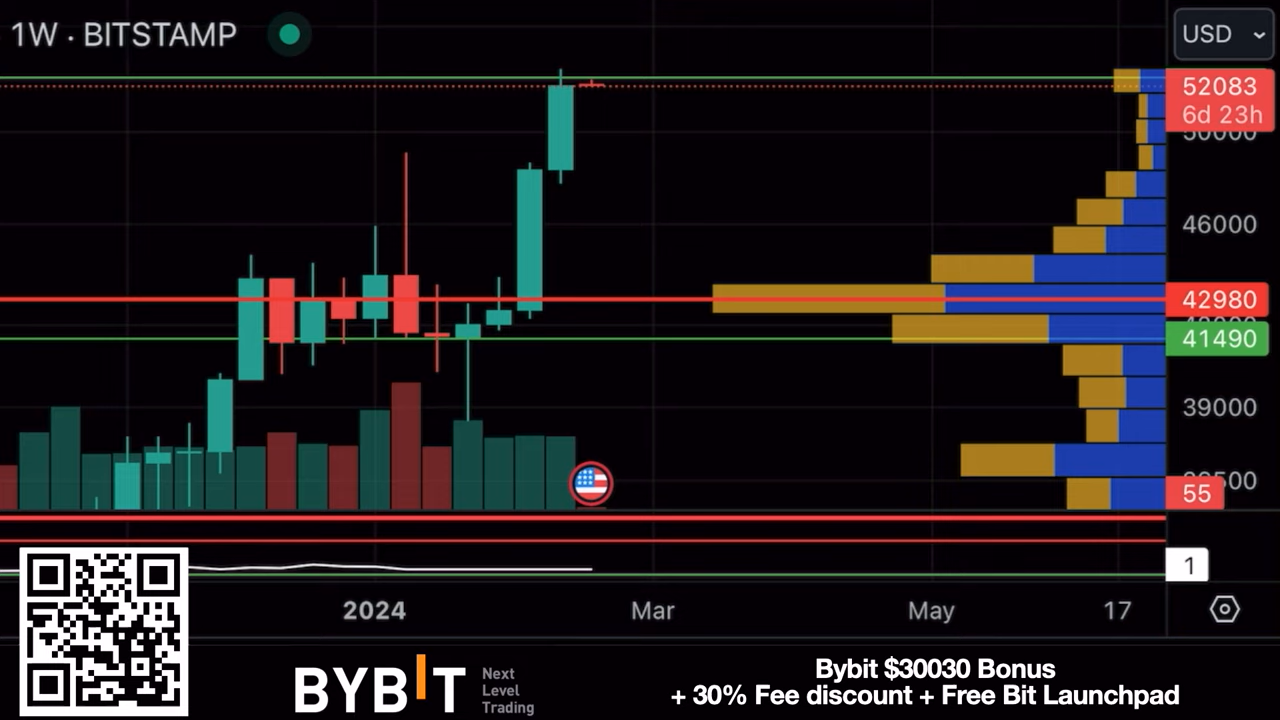 1W · BITSTAMP
USD
52083
6d 23h
50000
46000
42980
41490
39000
55
1
2024
Mar
May
17
BYBIT
Next
Level
Trading
Bybit $30030 Bonus
+ 30% Fee discount + Free Bit Launchpad